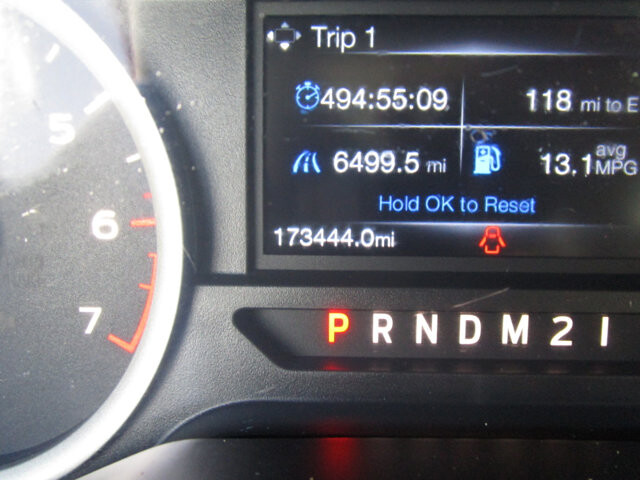 Trip 1
494:55:09
118 mi to E
6499.5 mi
13.1 avg MPG
Hold OK to Reset
173444.0mi
5
6
7
P R N D M 2 1